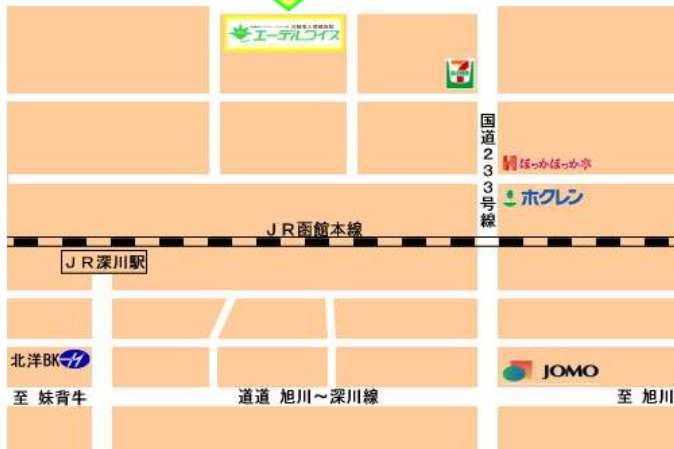 エーデルワイス
国道233号線
ほっかほっか亭
ホクレン
JR函館本線
JR深川駅
北洋BK
JOMO
至 妹背牛
道道 旭川～深川線
至 旭川